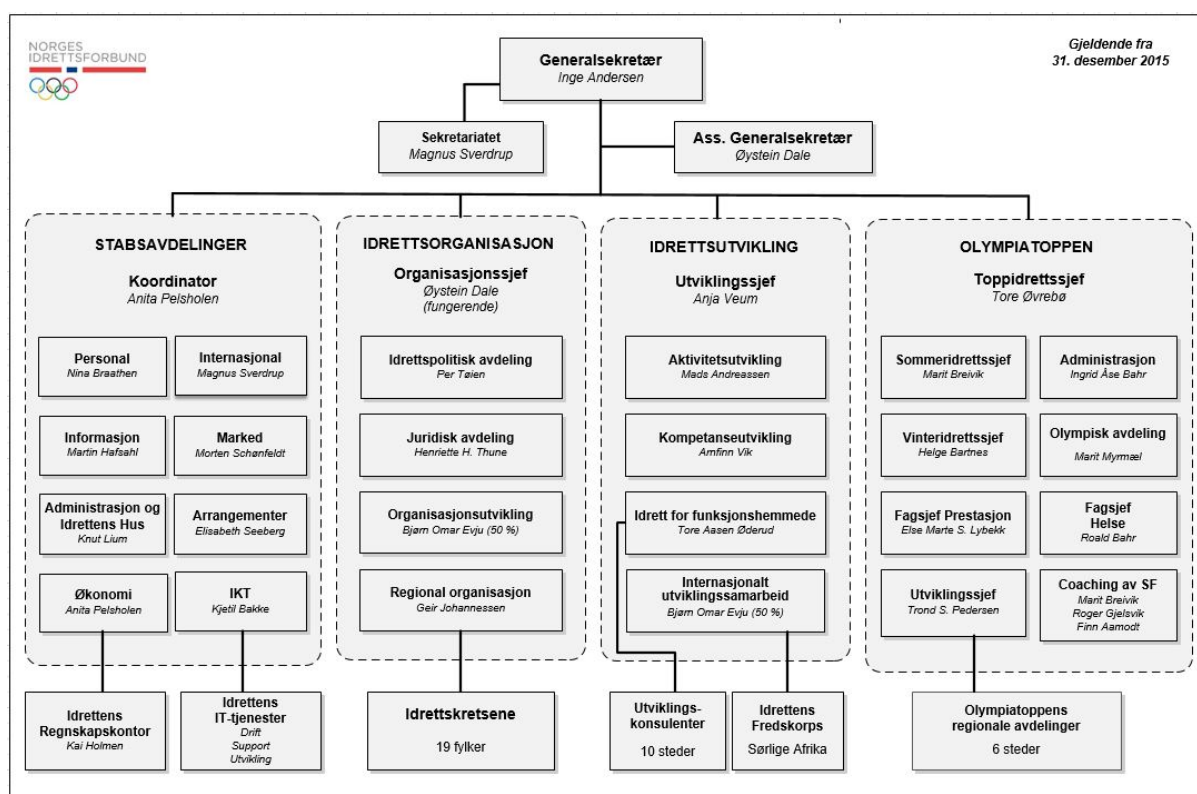 NORGES
IDRETTSFORBUND
Gjeldende fra
31. desember 2015
Generalsekretær
Inge Andersen
Sekretariatet
Magnus Sverdrup
Ass. Generalsekretær
Øystein Dale
STABSAVDELINGER
Koordinator
Anita Pelsholen
Personal
Nina Braathen
Internasjonal
Magnus Sverdrup
Informasjon
Martin Hafsahl
Marked
Morten Schønfeldt
Administrasjon og
Idrettens Hus
Knut Lium
Arrangementer
Elisabeth Seeberg
Økonomi
Anita Pelsholen
IKT
Kjetil Bakke
Idrettens
Regnskapskontor
Kai Holmen
Idrettens
IT-tjenester
Drift
Support
Utvikling
IDRETTSORGANISASJON
Organisasjonssjef
Øystein Dale
(fungerende)
Idrettspolitisk avdeling
Per Tøien
Juridisk avdeling
Henriette H. Thune
Organisasjonsutvikling
Bjørn Omar Evju (50 %)
Regional organisasjon
Geir Johannessen
Idrettskretsene
19 fylker
IDRETTSUTVIKLING
Utviklingssjef
Anja Veum
Aktivitetsutvikling
Mads Andreassen
Kompetanseutvikling
Arnfinn Vik
Idrett for funksjonshemmede
Tore Aasen Øderud
Internasjonalt
utviklingssamarbeid
Bjørn Omar Evju (50 %)
Utviklings-
konsulenter
10 steder
Idrettens
Fredskorps
Sørlige Afrika
OLYMPIATOPPEN
Toppidrettssjef
Tore Øvrebø
Sommeridrettssjef
Marit Breivik
Administrasjon
Ingrid Åse Bahr
Vinteridrettssjef
Helge Bartnes
Olympisk avdeling
Marit Myrmæl
Fagsjef Prestasjon
Else Marte S. Lybekk
Fagsjef
Helse
Roald Bahr
Utviklingssjef
Trond S. Pedersen
Coaching av SF
Marit Breivik
Roger Gjelsvik
Finn Aamodt
Olympiatoppens
regionale avdelinger
6 steder